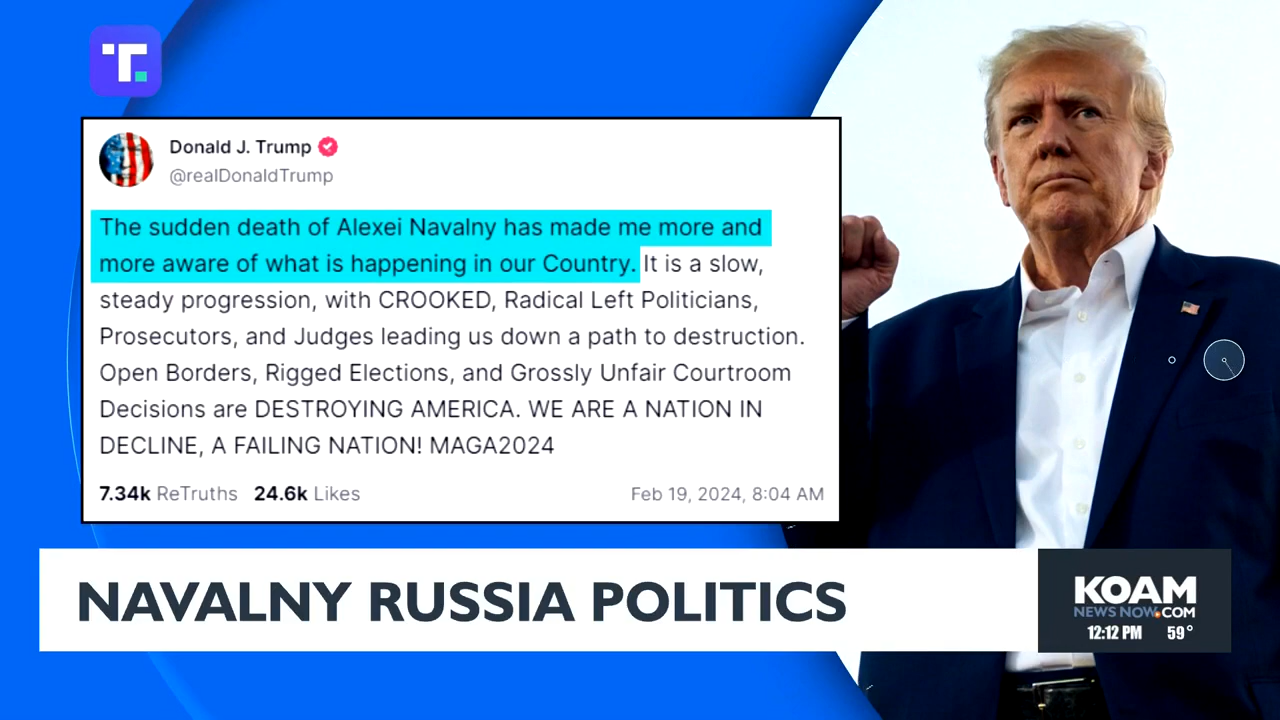 T.
Donald J. Trump
@realDonaldTrump
The sudden death of Alexei Navalny has made me more and
more aware of what is happening in our Country. It is a slow,
steady progression, with CROOKED, Radical Left Politicians,
Prosecutors, and Judges leading us down a path to destruction.
Open Borders, Rigged Elections, and Grossly Unfair Courtroom
Decisions are DESTROYING AMERICA. WE ARE A NATION IN
DECLINE, A FAILING NATION! MAGA2024
7.34k ReTruths 24.6k Likes Feb 19, 2024, 8:04 AM
NAVALNY RUSSIA POLITICS
KOAM
NEWS NOW.COM
12:12 PM 59°